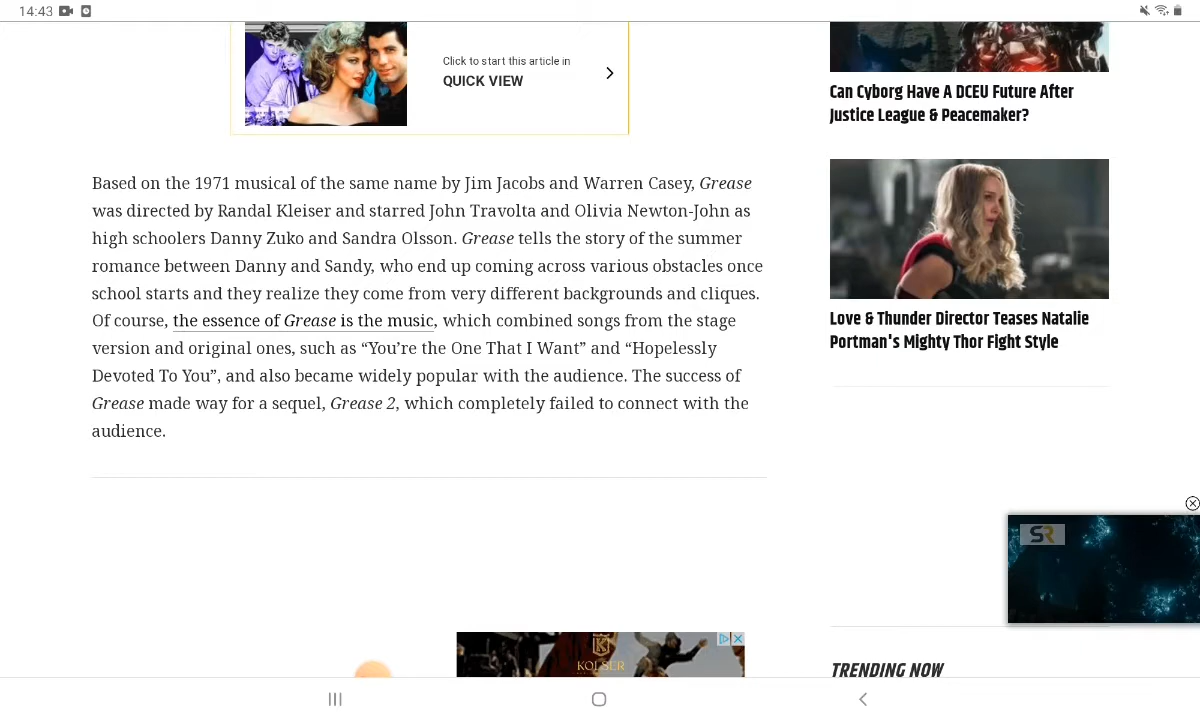 14:43
Click to start this article in
QUICK VIEW
Can Cyborg Have A DCEU Future After
Justice League & Peacemaker?
Based on the 1971 musical of the same name by Jim Jacobs and Warren Casey, Grease
was directed by Randal Kleiser and starred John Travolta and Olivia Newton-John as
high schoolers Danny Zuko and Sandra Olsson. Grease tells the story of the summer
romance between Danny and Sandy, who end up coming across various obstacles once
school starts and they realize they come from very different backgrounds and cliques.
Of course, the essence of Grease is the music, which combined songs from the stage
version and original ones, such as “You’re the One That I Want” and “Hopelessly
Devoted To You”, and also became widely popular with the audience. The success of
Grease made way for a sequel, Grease 2, which completely failed to connect with the
audience.
Love & Thunder Director Teases Natalie
Portman's Mighty Thor Fight Style
SR
K
KOLSER
TRENDING NOW